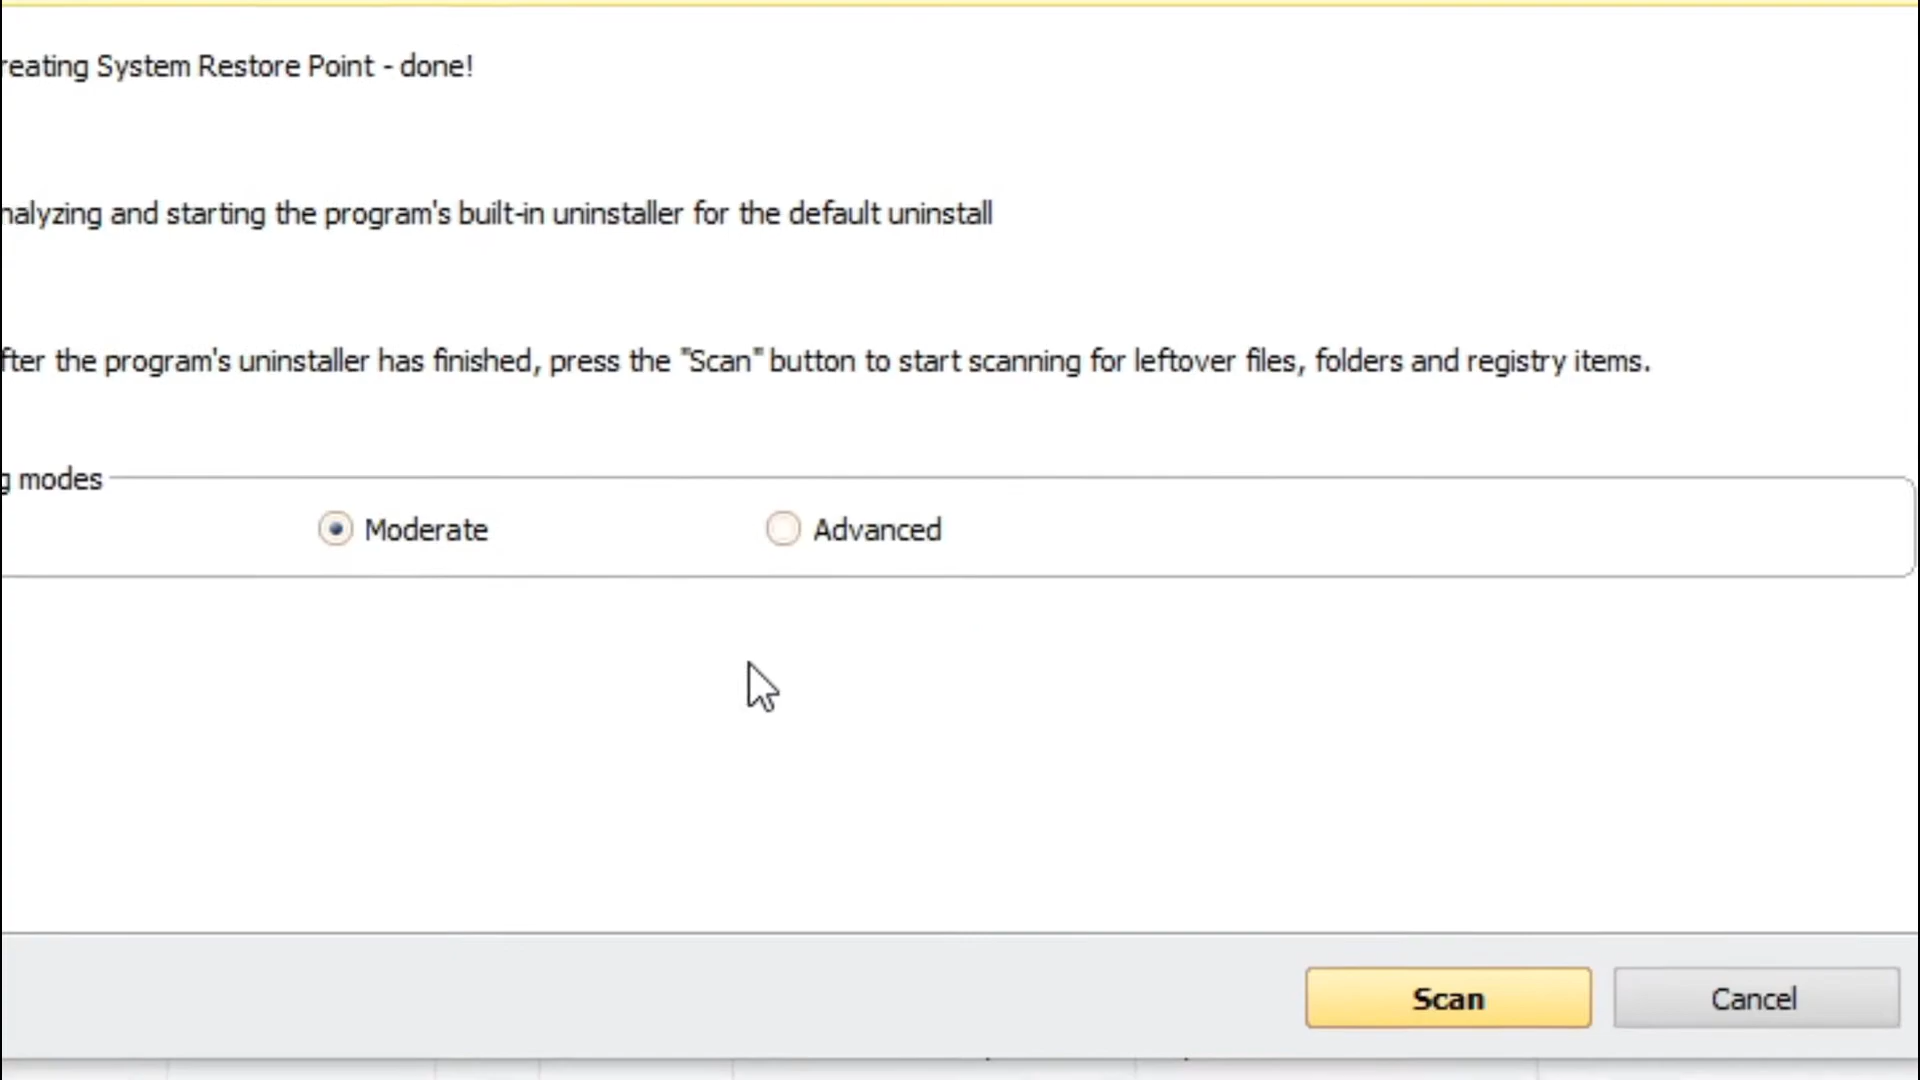 reating System Restore Point - done!
nalyzing and starting the program's built-in uninstaller for the default uninstall
fter the program's uninstaller has finished, press the "Scan" button to start scanning for leftover files, folders and registry items.
g modes
Moderate
Advanced
Scan
Cancel